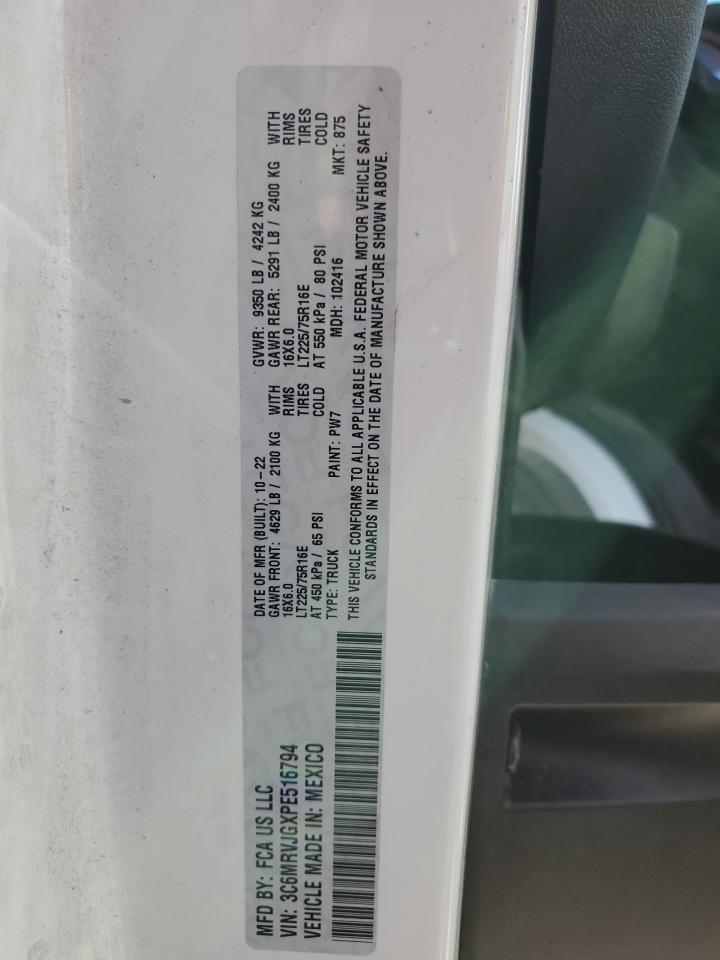 MFD BY: FCA US LLC
DATE OF MFR (BUILT): 10-22
GVWR: 9350 LB / 4242 KG
VIN: 3C6MRVJGXPE516794
GAWR FRONT: 4629 LB / 2100 KG WITH
GAWR REAR: 5291 LB / 2400 KG WITH
16X6.0 RIMS
16X6.0 RIMS
VEHICLE MADE IN: MEXICO
LT225/75R16E TIRES
LT225/75R16E TIRES
AT 450 kPa / 65 PSI COLD
AT 550 kPa / 80 PSI COLD
TYPE: TRUCK PAINT: PW7 MDH: 102416 MKT: 875
THIS VEHICLE CONFORMS TO ALL APPLICABLE U.S.A. FEDERAL MOTOR VEHICLE SAFETY
STANDARDS IN EFFECT ON THE DATE OF MANUFACTURE SHOWN ABOVE.